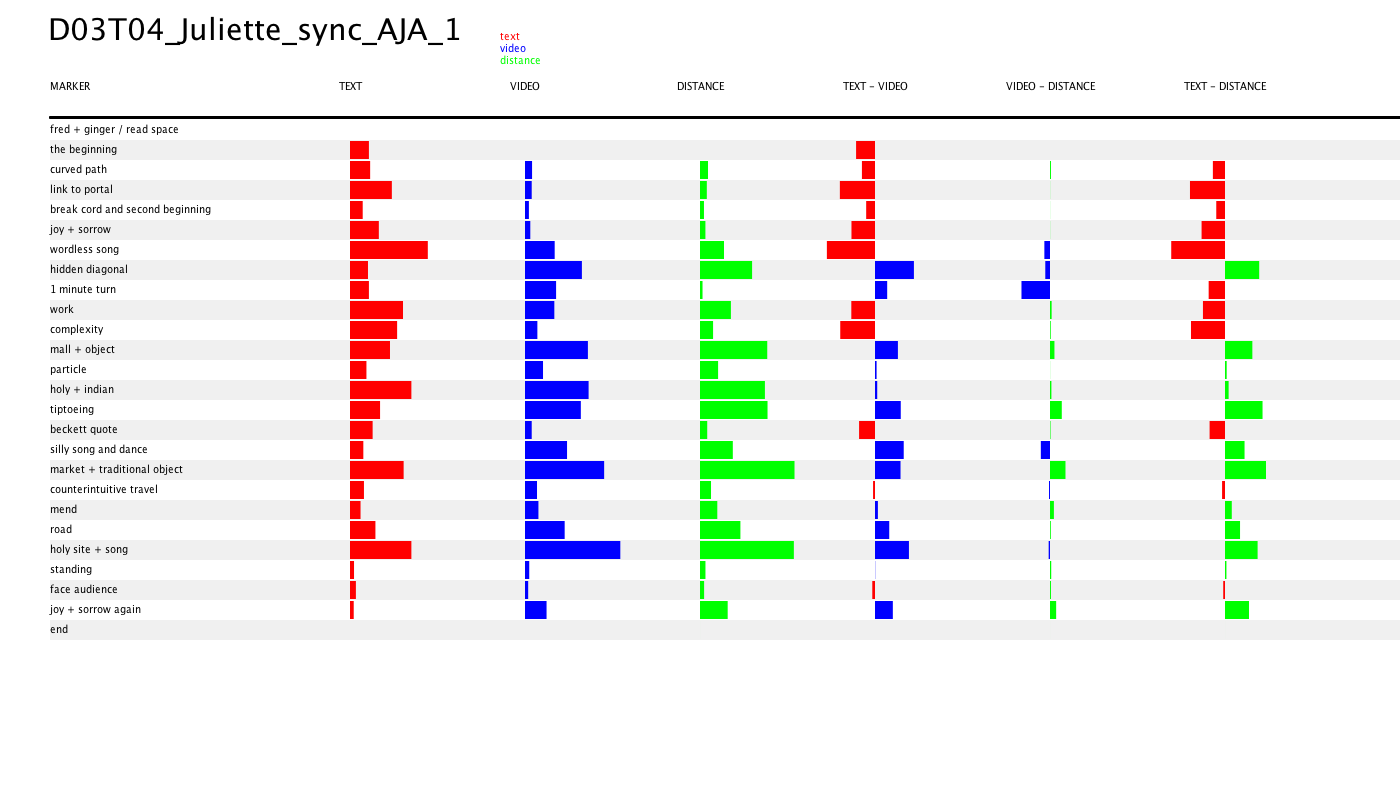 D03T04_Juliette_sync_AJA_1
text
video
distance
MARKER TEXT VIDEO DISTANCE TEXT – VIDEO VIDEO – DISTANCE TEXT – DISTANCE
fred + ginger / read space
the beginning
curved path
link to portal
break cord and second beginning
joy + sorrow
wordless song
hidden diagonal
1 minute turn
work
complexity
mall + object
particle
holy + indian
tiptoeing
beckett quote
silly song and dance
market + traditional object
counterintuitive travel
mend
road
holy site + song
standing
face audience
joy + sorrow again
end